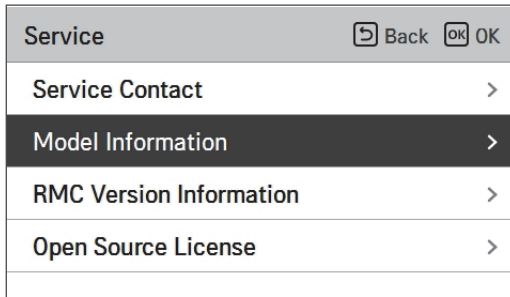 Service Back OK OK
Service Contact >
Model Information >
RMC Version Information >
Open Source License >